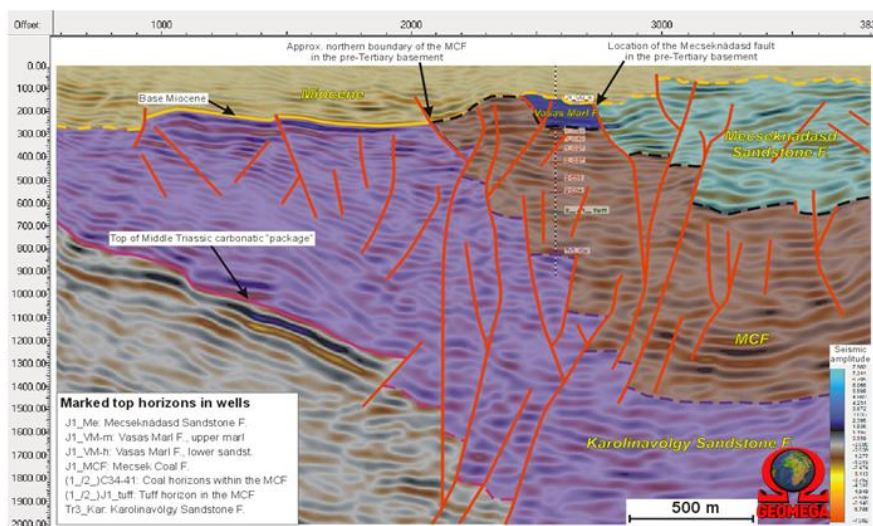 Offset:
1000
2000
3000
Approx. northern boundary of the MCF
in the pre-Tertiary basement
Location of the Mecseknádasd fault
in the pre-Tertiary basement
0.00
100.00
200.00
300.00
400.00
500.00
600.00
700.00
800.00
900.00
1000.00
1100.00
1200.00
1300.00
1400.00
1500.00
1600.00
1700.00
1800.00
1900.00
Base Miocene
Miocene
Vasas Marl F.
Mecseknádasd
Sandstone F.
Top of Middle Triassic carbonatic "package"
MCF
Karolinavölgy Sandstone F.
Seismic
amplitude
Marked top horizons in wells
J1_Me: Mecseknádasd Sandstone F.
J1_VM-m: Vasas Marl F., upper marl
J1_VM-h: Vasas Marl F., lower sandst.
J1_MCF: Mecsek Coal F.
(1_/2_)C34-41: Coal horizons within the MCF
(1_/2_)J1_tuff: Tuff horizon in the MCF
Tr3_Kar: Karolinavölgy Sandstone F.
500 m
GEOMEGA